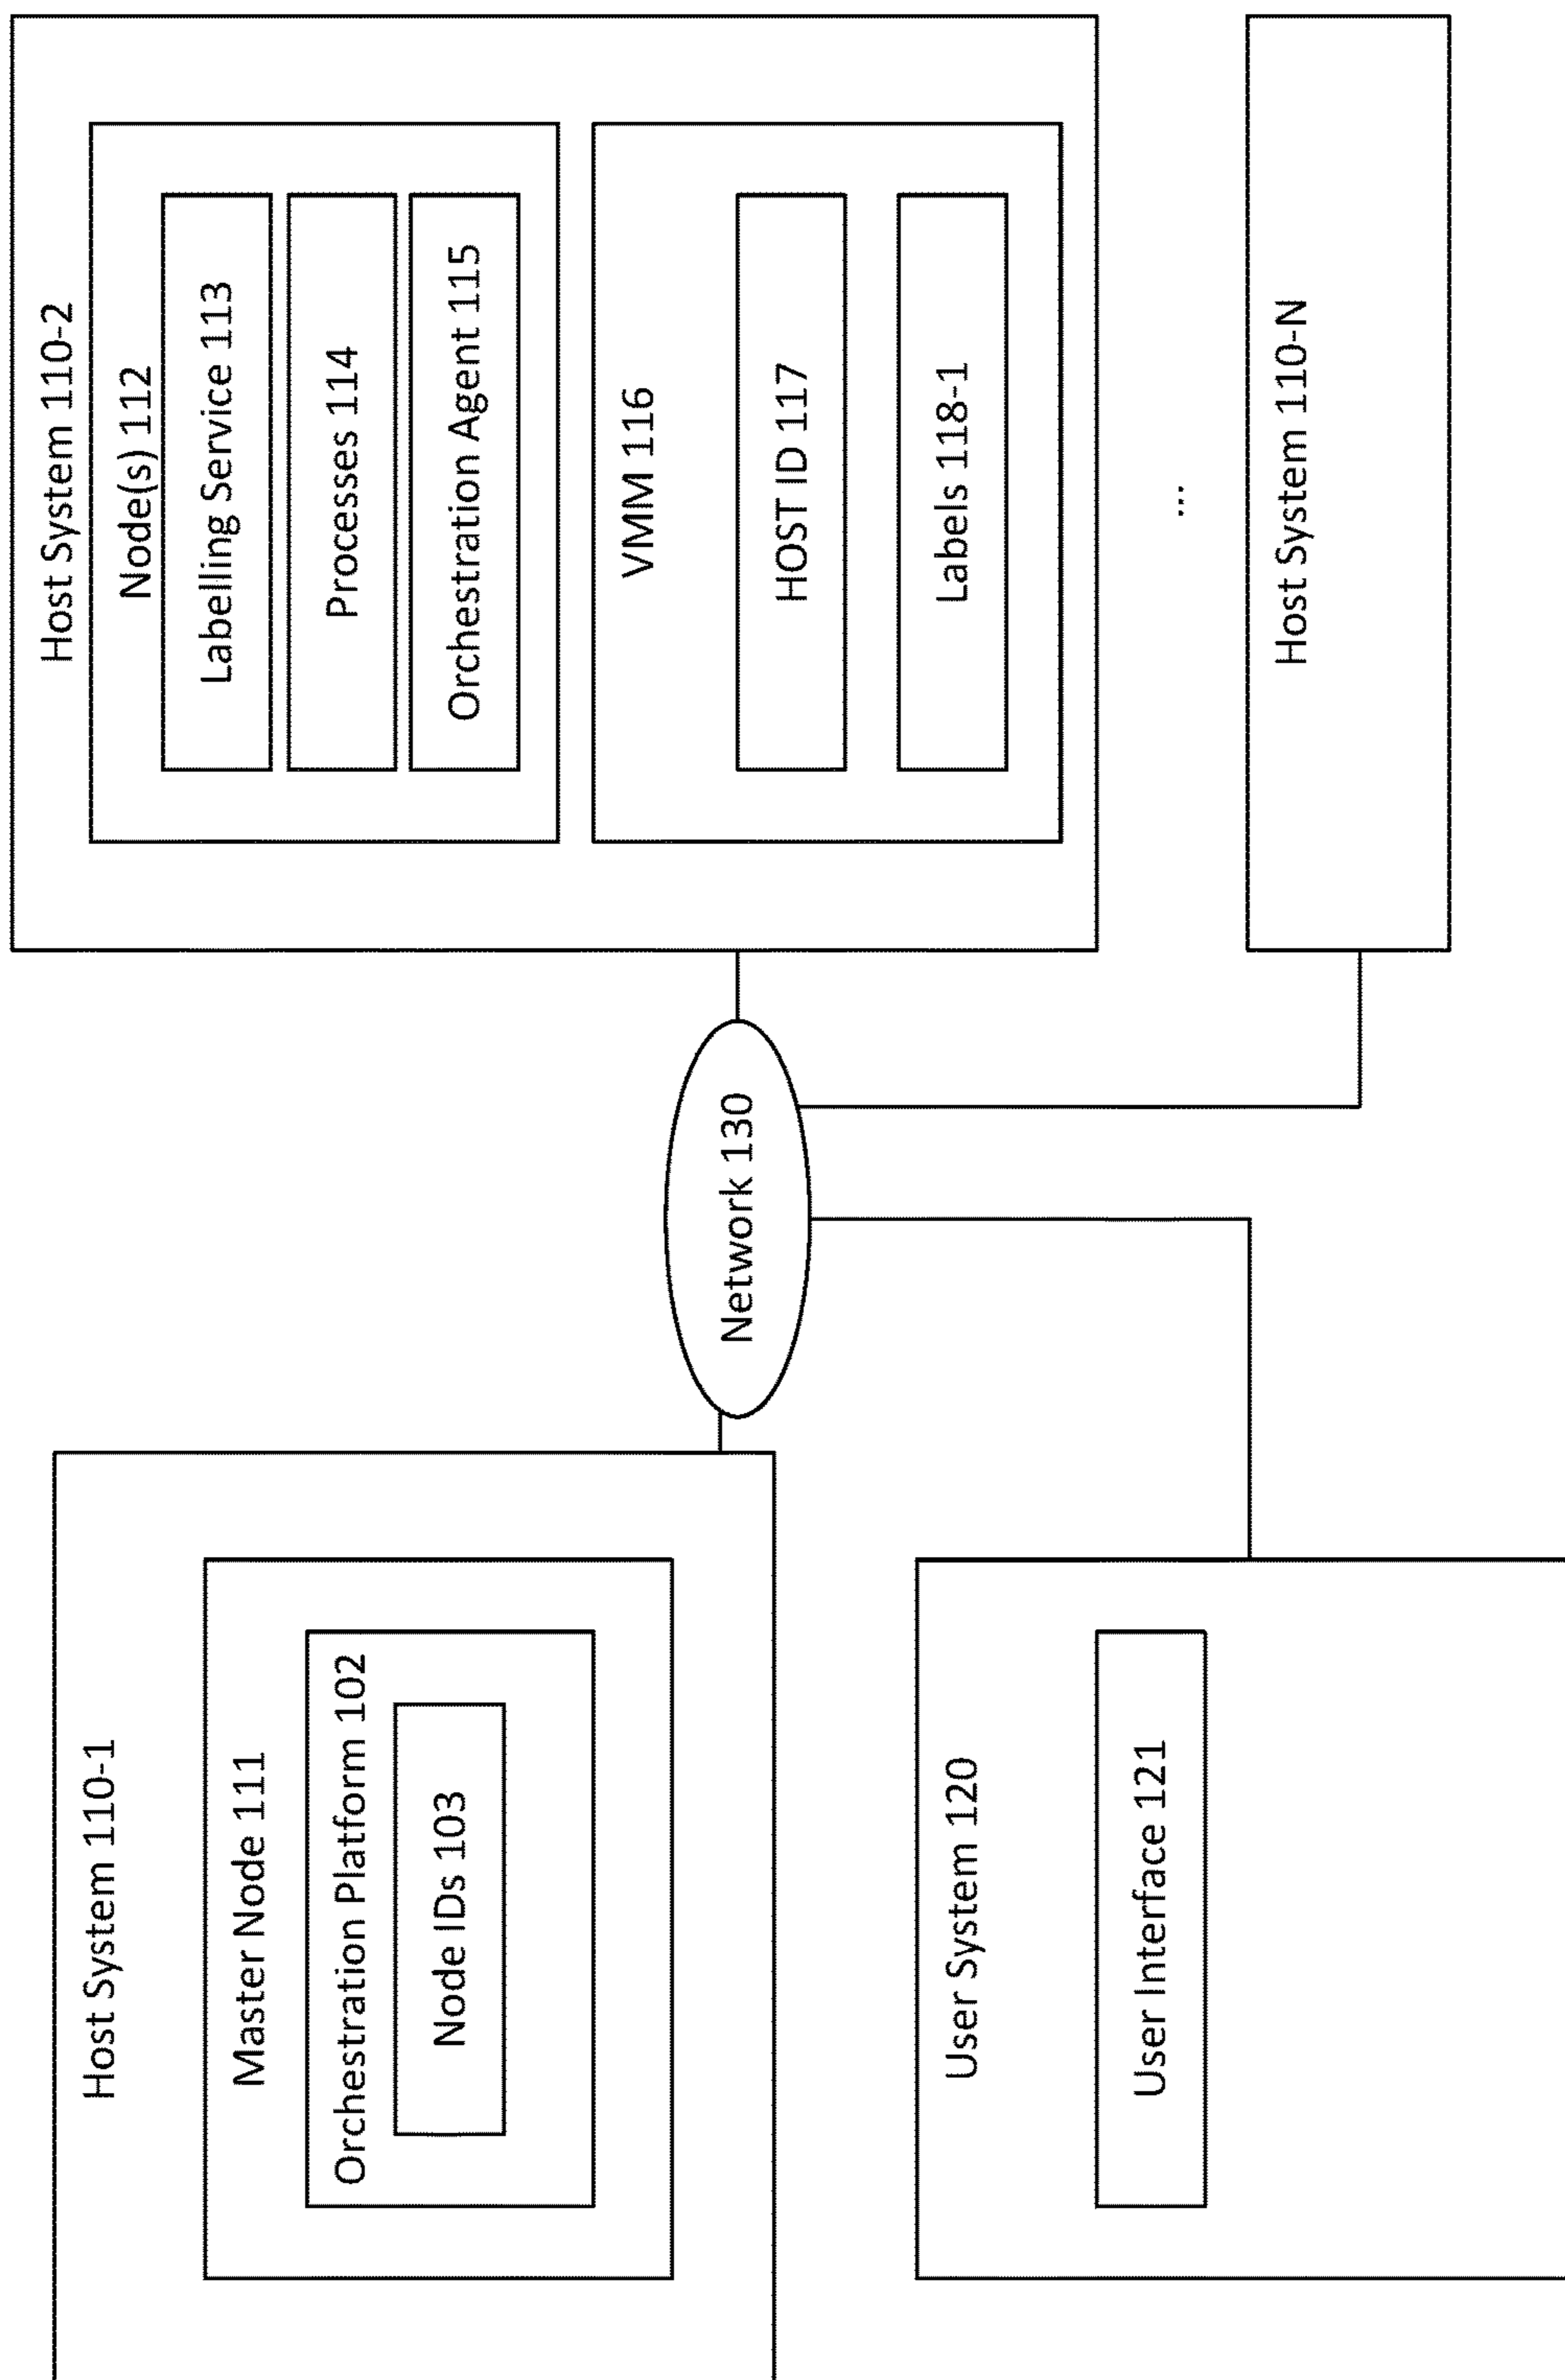 Host System 110-1
Master Node 111
Orchestration Platform 102
Node IDs 103
User System 120
User Interface 121
Network 130
Host System 110-2
Node(s) 112
Labelling Service 113
Processes 114
Orchestration Agent 115
VMM 116
HOST ID 117
Labels 118-1
...
Host System 110-N